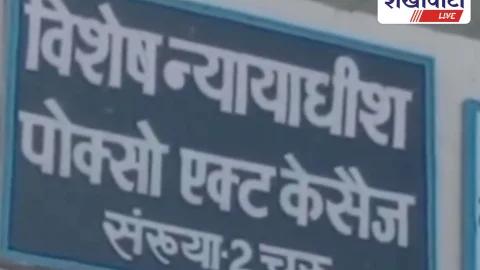 शेखावाटी
LIVE
विशेष न्यायाधीश
पोक्सो एक्ट केसैज
संख्या-2 चूरू